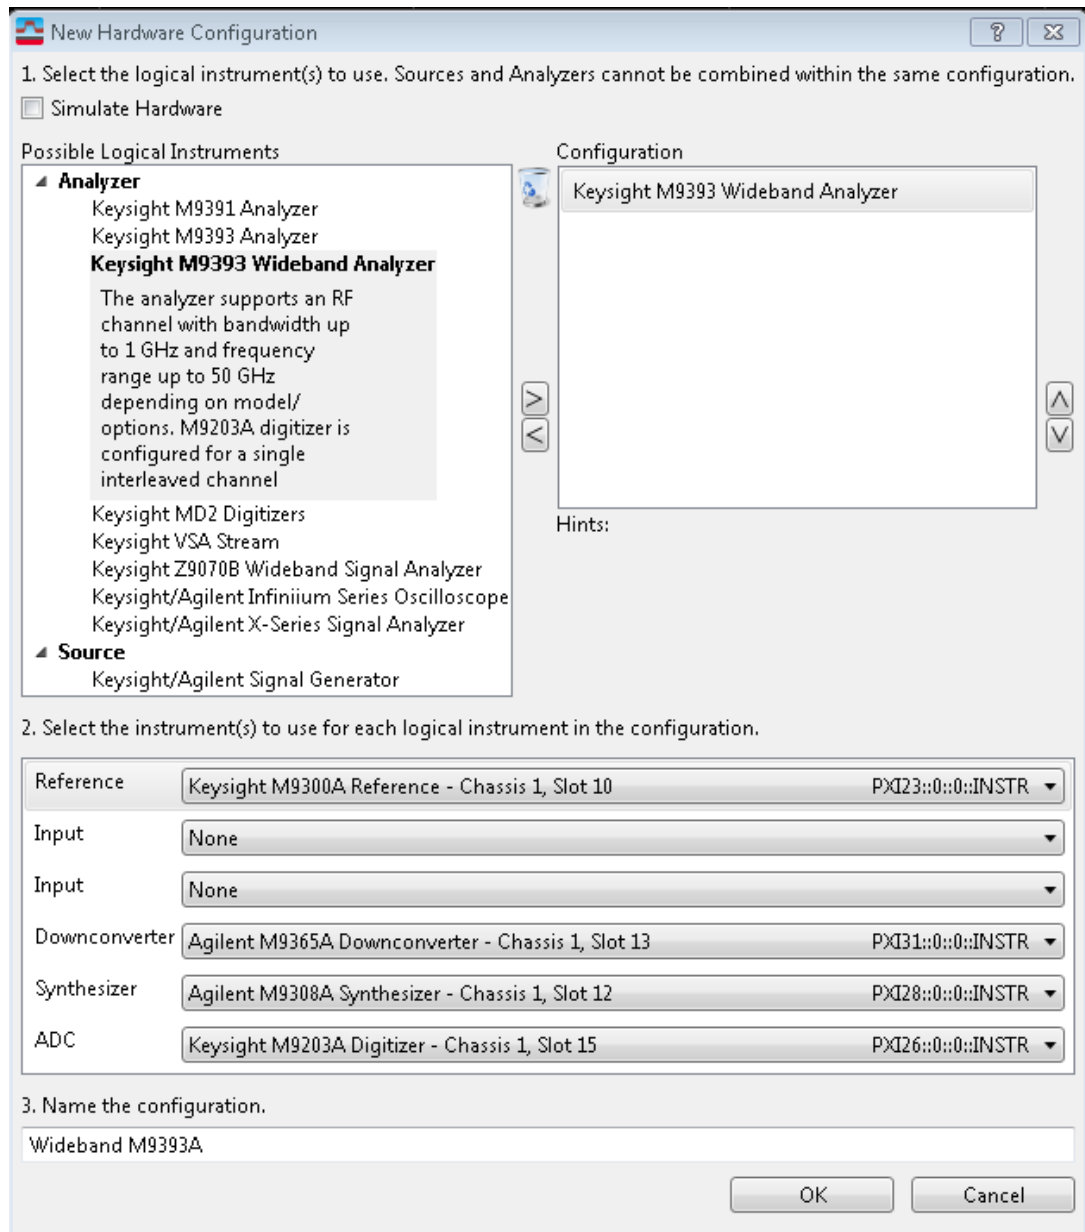 New Hardware Configuration
1. Select the logical instrument(s) to use. Sources and Analyzers cannot be combined within the same configuration.
Simulate Hardware
Possible Logical Instruments
Analyzer
Keysight M9391 Analyzer
Keysight M9393 Analyzer
Keysight M9393 Wideband Analyzer
The analyzer supports an RF
channel with bandwidth up
to 1 GHz and frequency
range up to 50 GHz
depending on model/
options. M9203A digitizer is
configured for a single
interleaved channel
Keysight MD2 Digitizers
Keysight VSA Stream
Keysight Z9070B Wideband Signal Analyzer
Keysight/Agilent Infiniium Series Oscilloscope
Keysight/Agilent X-Series Signal Analyzer
Source
Keysight/Agilent Signal Generator
Configuration
Keysight M9393 Wideband Analyzer
Hints:
2. Select the instrument(s) to use for each logical instrument in the configuration.
Reference Keysight M9300A Reference - Chassis 1, Slot 10 PXI23::0::0::INSTR
Input None
Input None
Downconverter Agilent M9365A Downconverter - Chassis 1, Slot 13 PXI31::0::0::INSTR
Synthesizer Agilent M9308A Synthesizer - Chassis 1, Slot 12 PXI28::0::0::INSTR
ADC Keysight M9203A Digitizer - Chassis 1, Slot 15 PXI26::0::0::INSTR
3. Name the configuration.
Wideband M9393A
OK Cancel